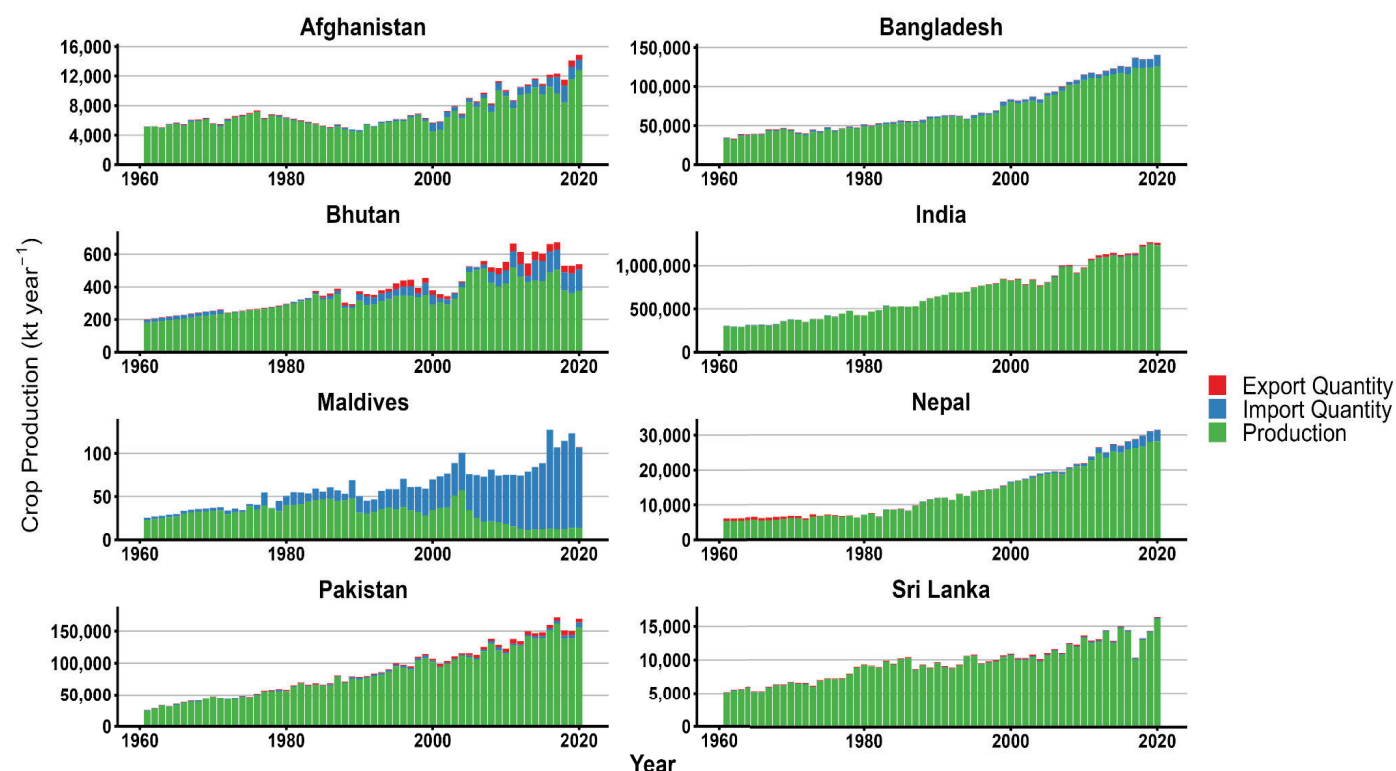 Afghanistan
16,000
12,000
8,000
4,000
0
1960 1980 2000 2020
Bangladesh
150,000
100,000
50,000
0
1960 1980 2000 2020
Bhutan
600
400
200
0
1960 1980 2000 2020
India
1,000,000
500,000
0
1960 1980 2000 2020
Maldives
100
50
0
1960 1980 2000 2020
Nepal
30,000
20,000
10,000
0
1960 1980 2000 2020
Pakistan
150,000
100,000
50,000
0
1960 1980 2000 2020
Sri Lanka
15,000
10,000
5,000
0
1960 1980 2000 2020
Crop Production (kt year⁻¹)
Year
Export Quantity
Import Quantity
Production